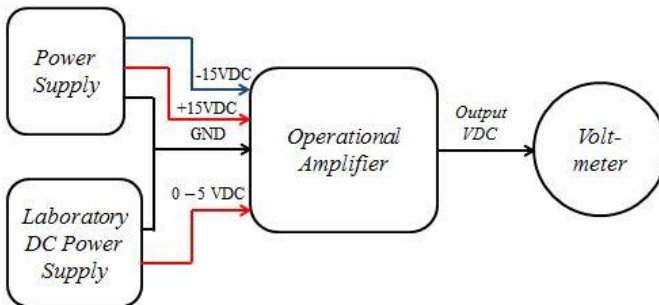 Power
Supply
-15VDC
+15VDC
GND
Operational
Amplifier
Output
VDC
Volt-
meter
0 – 5 VDC
Laboratory
DC Power
Supply